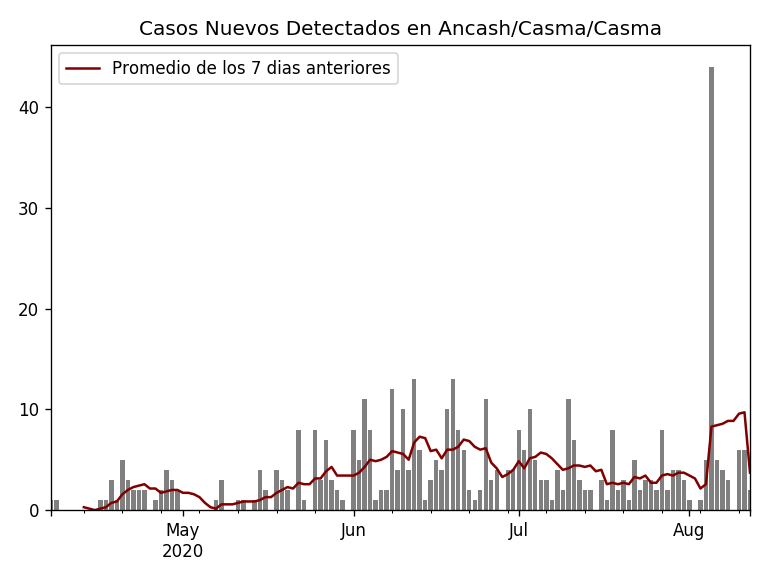 Casos Nuevos Detectados en Ancash/Casma/Casma
Promedio de los 7 dias anteriores
40
30
20
10
0
May Jun Jul Aug
2020